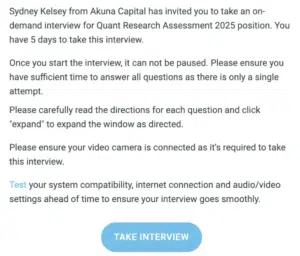 Sydney Kelsey from Akuna Capital has invited you to take an on-
demand interview for Quant Research Assessment 2025 position. You
have 5 days to take this interview.
Once you start the interview, it can not be paused. Please ensure you
have sufficient time to answer all questions as there is only a single
attempt.
Please carefully read the directions for each question and click
"expand" to expand the window as directed.
Please ensure your video camera is connected as it's required to take
this interview.
Test your system compatibility, internet connection and audio/video
settings ahead of time to ensure your interview goes smoothly.
TAKE INTERVIEW